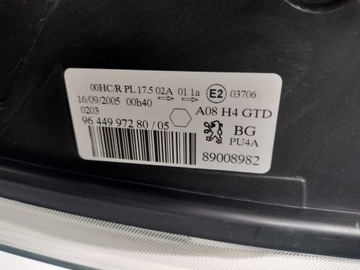 00HC/R PL 17.5 02A 01 1a E2 03706
16/09/2005 00h40 A08 H4 GTD
0203
96 449 972 80 / 05 BG
PU4A
89008982